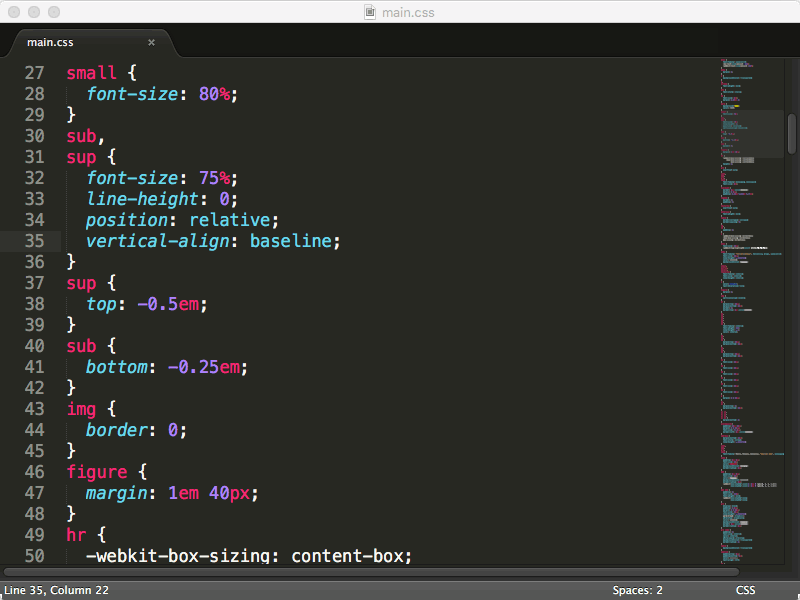 main.css
main.css ×
27 small {
28   font-size: 80%;
29 }
30 sub,
31 sup {
32   font-size: 75%;
33   line-height: 0;
34   position: relative;
35   vertical-align: baseline;
36 }
37 sup {
38   top: -0.5em;
39 }
40 sub {
41   bottom: -0.25em;
42 }
43 img {
44   border: 0;
45 }
46 figure {
47   margin: 1em 40px;
48 }
49 hr {
50   -webkit-box-sizing: content-box;
Line 35, Column 22 Spaces: 2 CSS